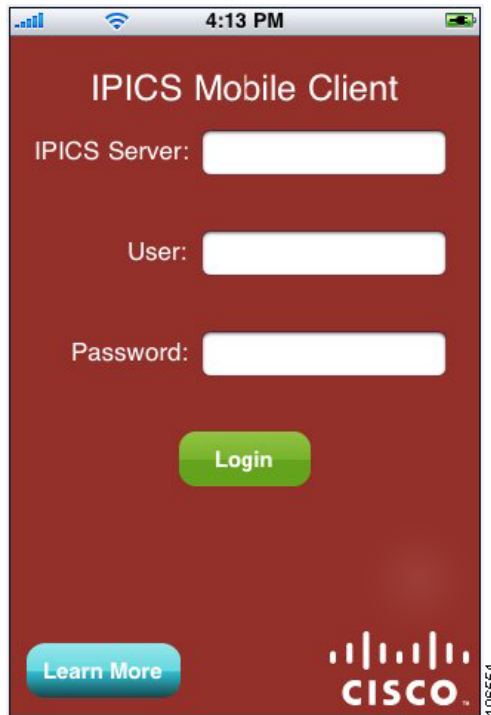 4:13 PM
IPICS Mobile Client
IPICS Server:
User:
Password:
Login
Learn More
CISCO